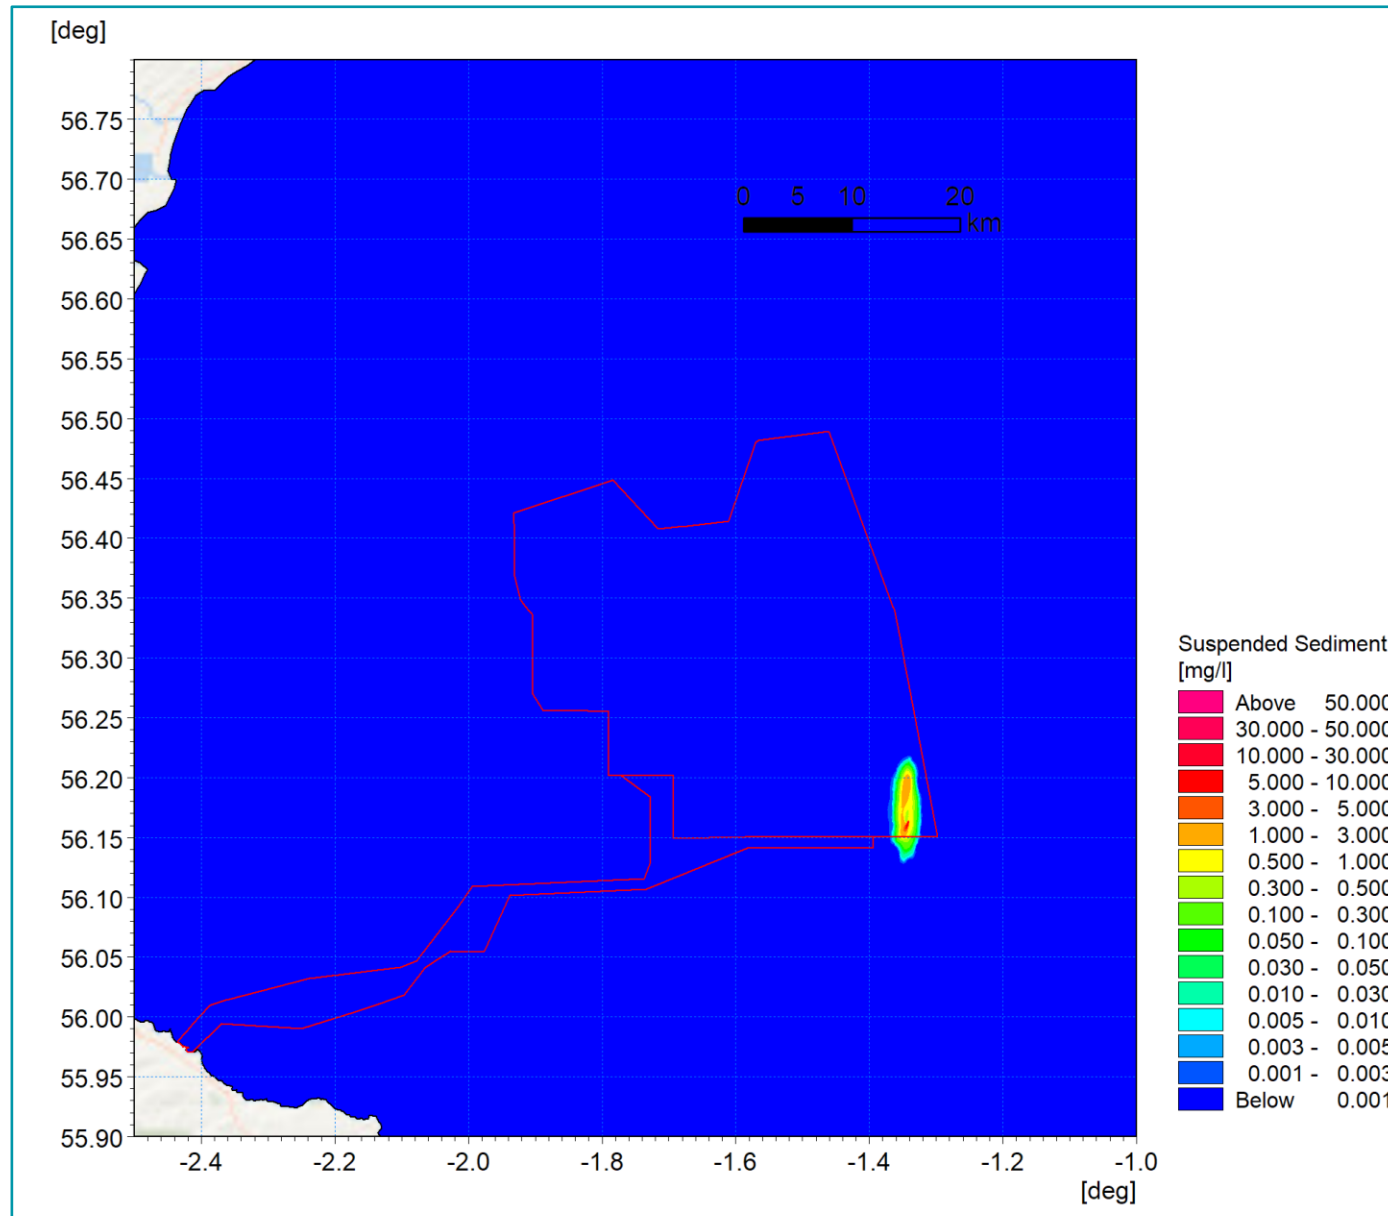 [deg]
56.75
56.70
56.65
56.60
56.55
56.50
56.45
56.40
56.35
56.30
56.25
56.20
56.15
56.10
56.05
56.00
55.95
55.90
0 5 10 20
km
-2.4 -2.2 -2.0 -1.8 -1.6 -1.4 -1.2 -1.0
[deg]
Suspended Sediment
[mg/l]
Above 50.000
30.000 - 50.000
10.000 - 30.000
5.000 - 10.000
3.000 - 5.000
1.000 - 3.000
0.500 - 1.000
0.300 - 0.500
0.100 - 0.300
0.050 - 0.100
0.030 - 0.050
0.010 - 0.030
0.005 - 0.010
0.003 - 0.005
0.001 - 0.003
Below 0.001